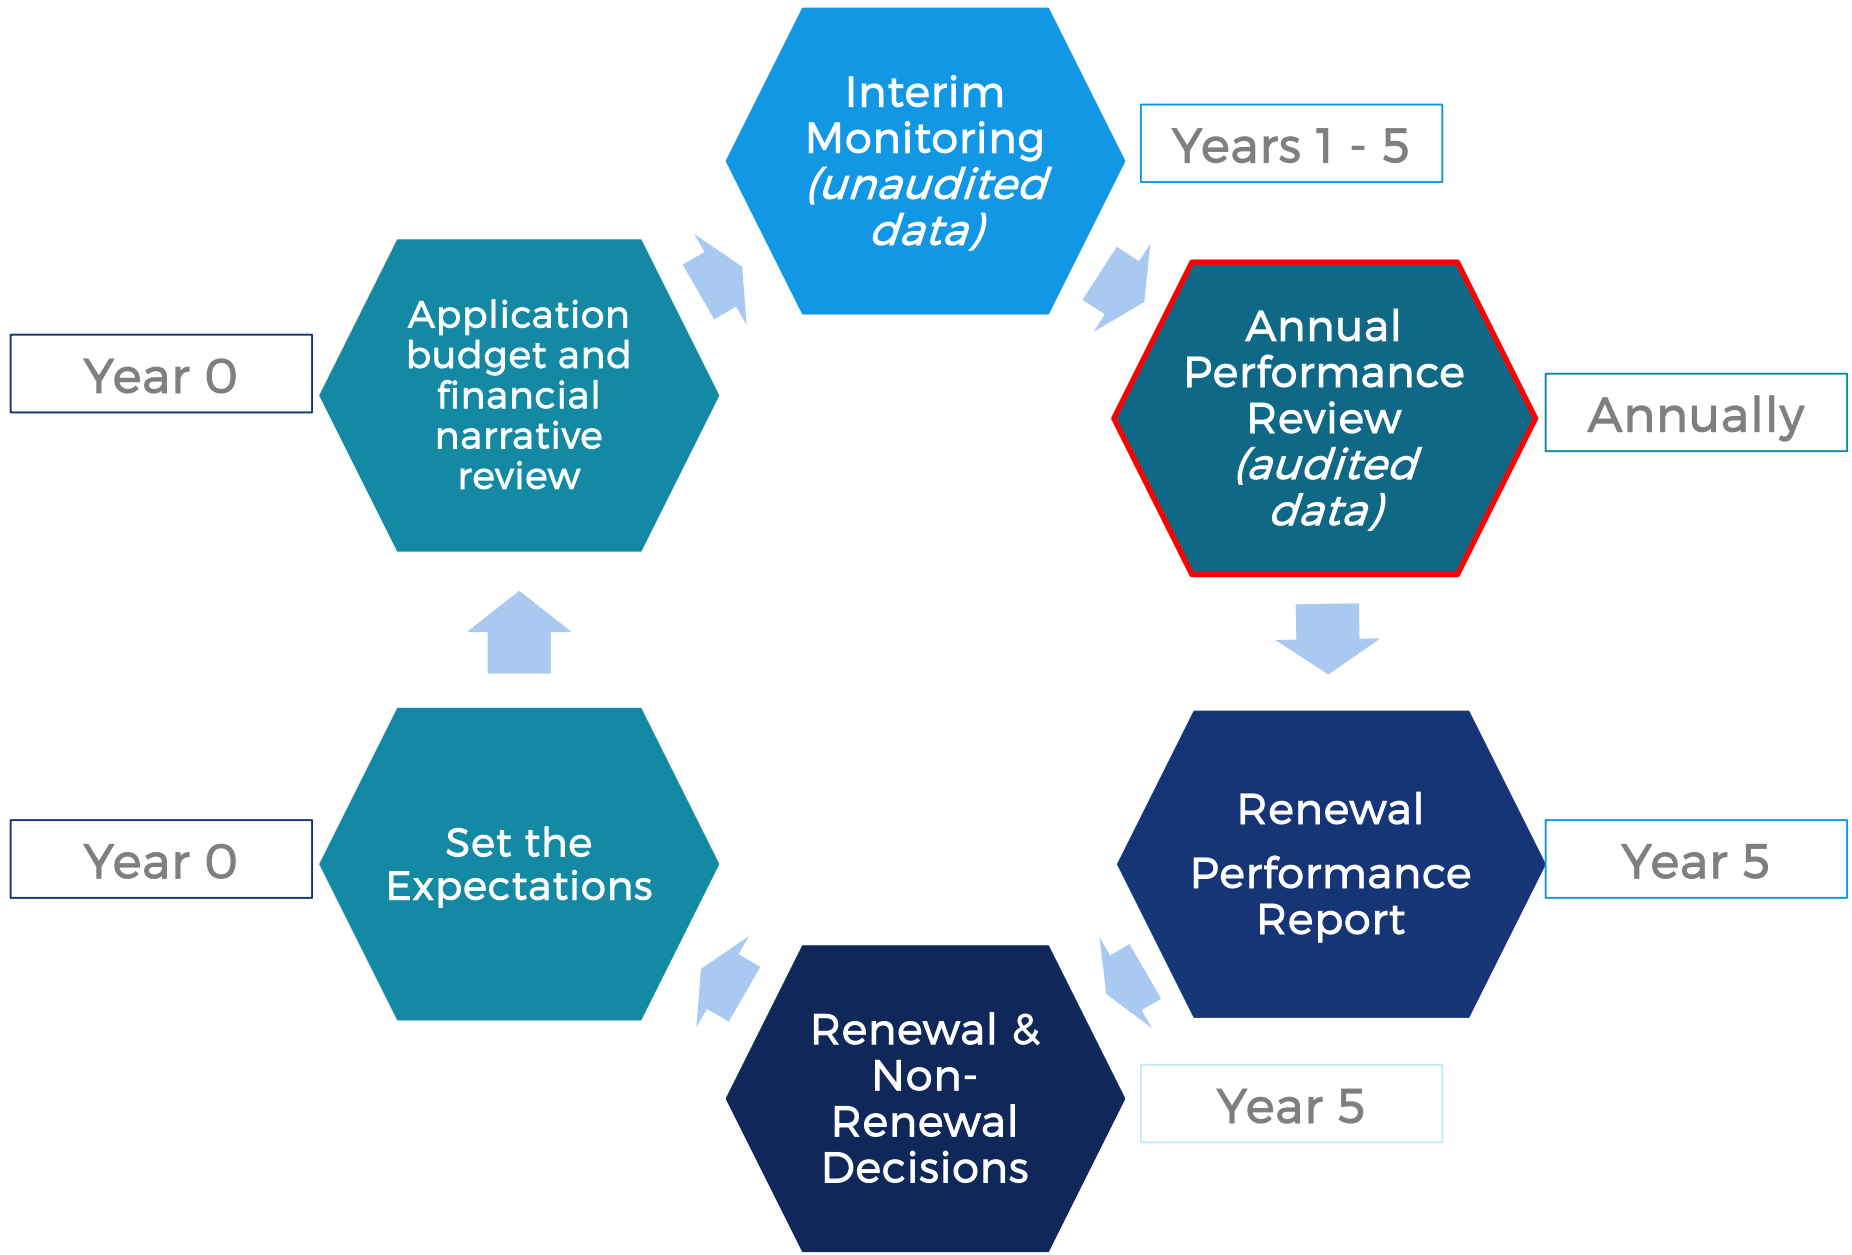 Interim
Monitoring
(unaudited
data)
Years 1 - 5
Application
budget and
financial
narrative
review
Year 0
Annual
Performance
Review
(audited
data)
Annually
Set the
Expectations
Year 0
Renewal
Performance
Report
Year 5
Renewal &
Non-
Renewal
Decisions
Year 5